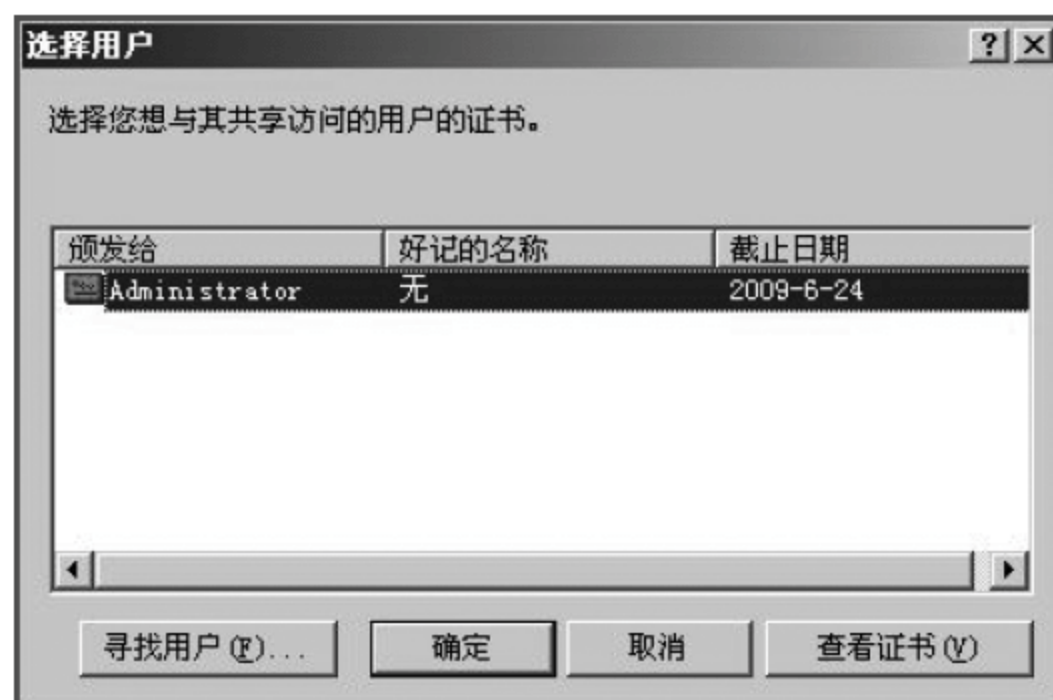 选择用户
选择您想与其共享访问的用户的证书。
颁发给 好记的名称 截止日期
Administrator 无 2009-6-24
寻找用户(F)... 确定 取消 查看证书(V)